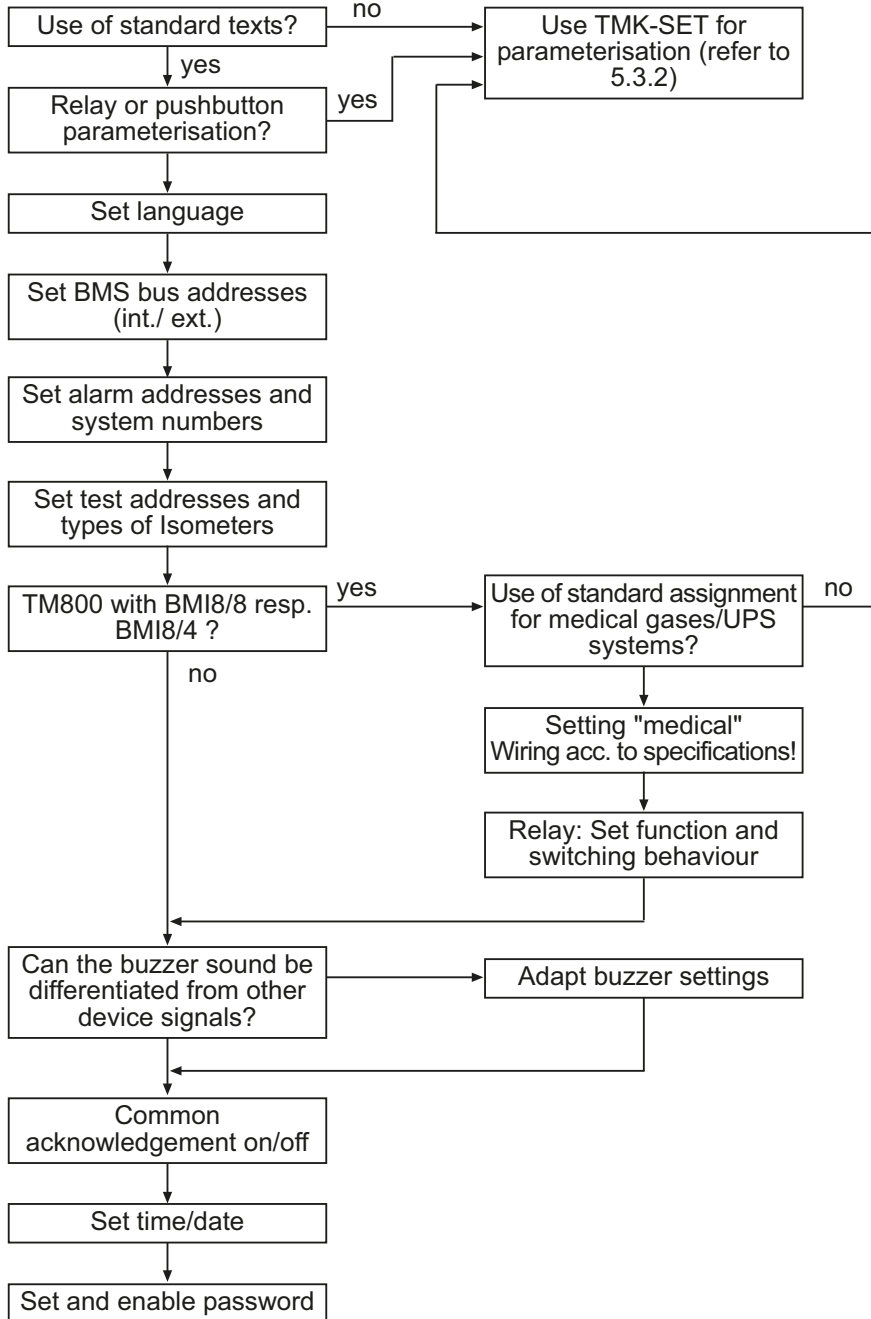 Use of standard texts?
no
Use TMK-SET for
parameterisation (refer to
5.3.2)
yes
Relay or pushbutton
parameterisation?
yes
Set language
Set BMS bus addresses
(int./ ext.)
Set alarm addresses and
system numbers
Set test addresses and
types of Isometers
TM800 with BMI8/8 resp.
BMI8/4 ?
yes
Use of standard assignment
for medical gases/UPS
systems?
no
no
Setting "medical"
Wiring acc. to specifications!
Relay: Set function and
switching behaviour
Can the buzzer sound be
differentiated from other
device signals?
Adapt buzzer settings
Common
acknowledgement on/off
Set time/date
Set and enable password